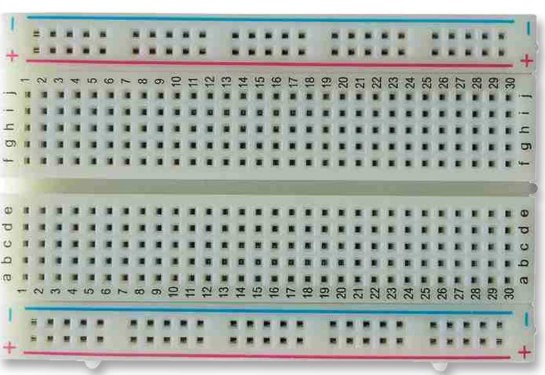 − −
+ +
1 2 3 4 5 6 7 8 9 10 11 12 13 14 15 16 17 18 19 20 21 22 23 24 25 26 27 28 29 30
j j
i i
h h
g g
f f
e e
d d
c c
b b
a a
1 2 3 4 5 6 7 8 9 10 11 12 13 14 15 16 17 18 19 20 21 22 23 24 25 26 27 28 29 30
− −
+ +